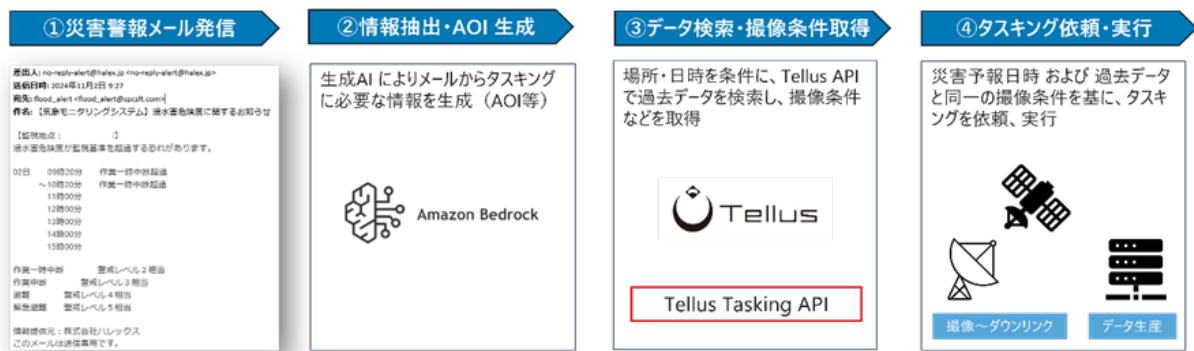 ①災害警報メール発信
差出人: no-reply-alert@halex.jp <no-reply-alert@halex.jp>
送信日時: 2024年11月2日 9:27
宛先: flood_alert <flood_alert@spcsft.com>
件名: 【気象モニタリングシステム】浸水害危険度に関するお知らせ
【監視地点：　】
浸水害危険度が監視基準を超過する恐れがあります。
02日 09時20分 作業一時中断超過
～10時20分 作業一時中断超過
11時00分
12時00分
13時00分
14時00分
15時00分
作業一時中断 警戒レベル２相当
作業中断 警戒レベル３相当
避難 警戒レベル４相当
緊急避難 警戒レベル５相当
情報提供元：株式会社ハレックス
このメールは送信専用です。
②情報抽出・AOI 生成
生成AI によりメールからタスキング
に必要な情報を生成（AOI等）
Amazon Bedrock
③データ検索・撮像条件取得
場所・日時を条件に、Tellus API
で過去データを検索し、撮像条件
などを取得
Tellus
Tellus Tasking API
④タスキング依頼・実行
災害予報日時 および 過去データ
と同一の撮像条件を基に、タスキ
ングを依頼、実行
撮像～ダウンリンク
データ生産